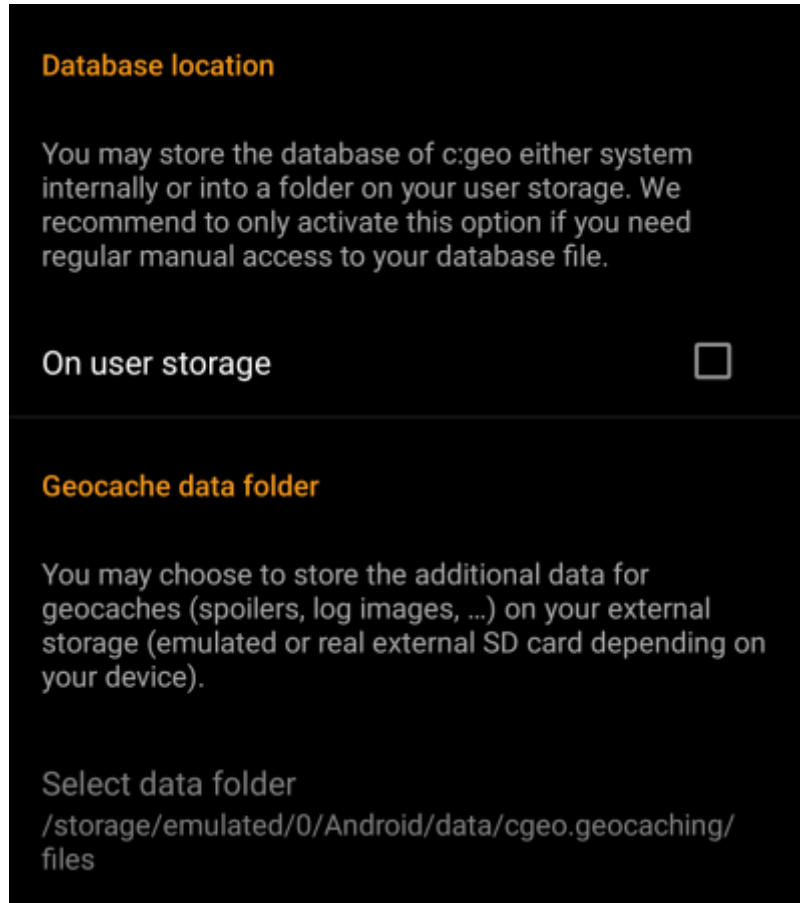 Database location
You may store the database of c:geo either system
internally or into a folder on your user storage. We
recommend to only activate this option if you need
regular manual access to your database file.
On user storage
Geocache data folder
You may choose to store the additional data for
geocaches (spoilers, log images, …) on your external
storage (emulated or real external SD card depending on
your device).
Select data folder
/storage/emulated/0/Android/data/cgeo.geocaching/
files